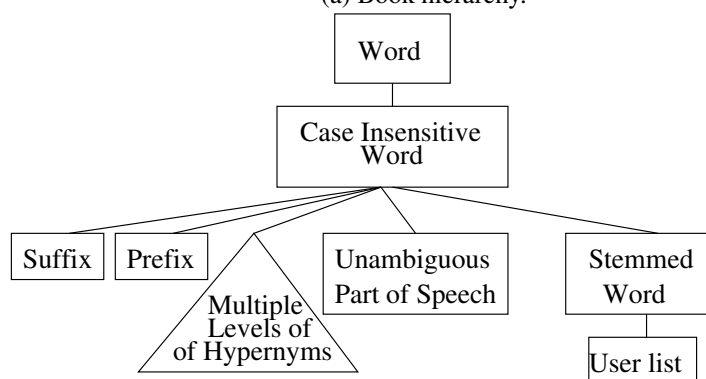 (a) Book hierarchy.
Word
Case Insensitive
Word
Suffix
Prefix
Multiple
Levels of
of Hypernyms
Unambiguous
Part of Speech
Stemmed
Word
User list